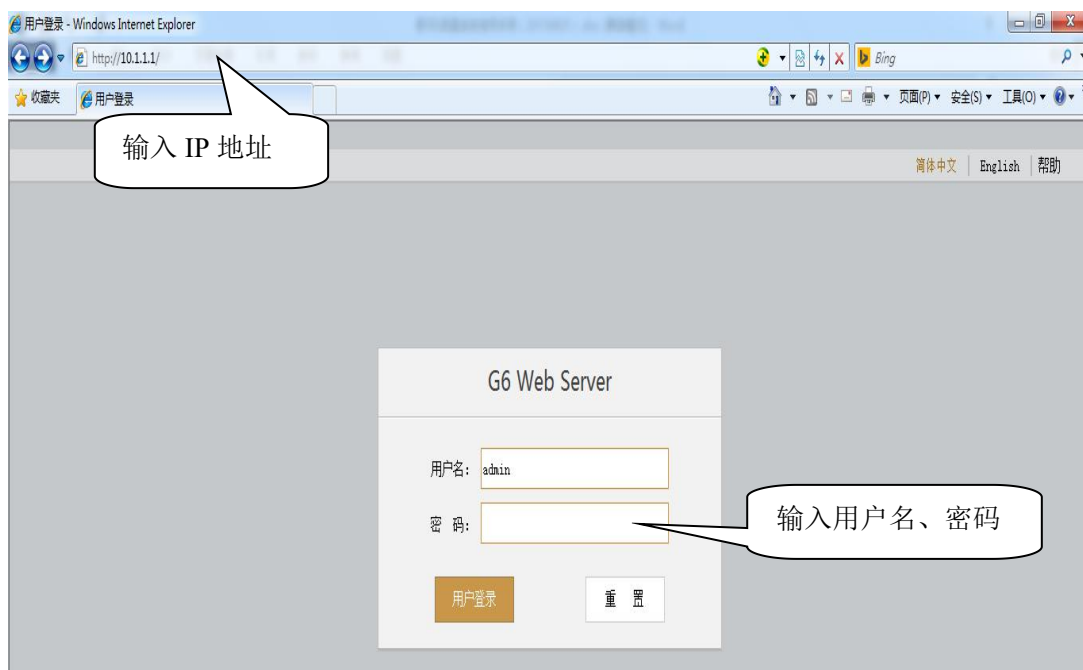 用户登录 - Windows Internet Explorer
http://10.1.1.1/
Bing
收藏夹
用户登录
页面(P)
安全(S)
工具(O)
输入 IP 地址
简体中文 | English | 帮助
G6 Web Server
用户名: admin
密 码:
输入用户名、密码
用户登录
重 置